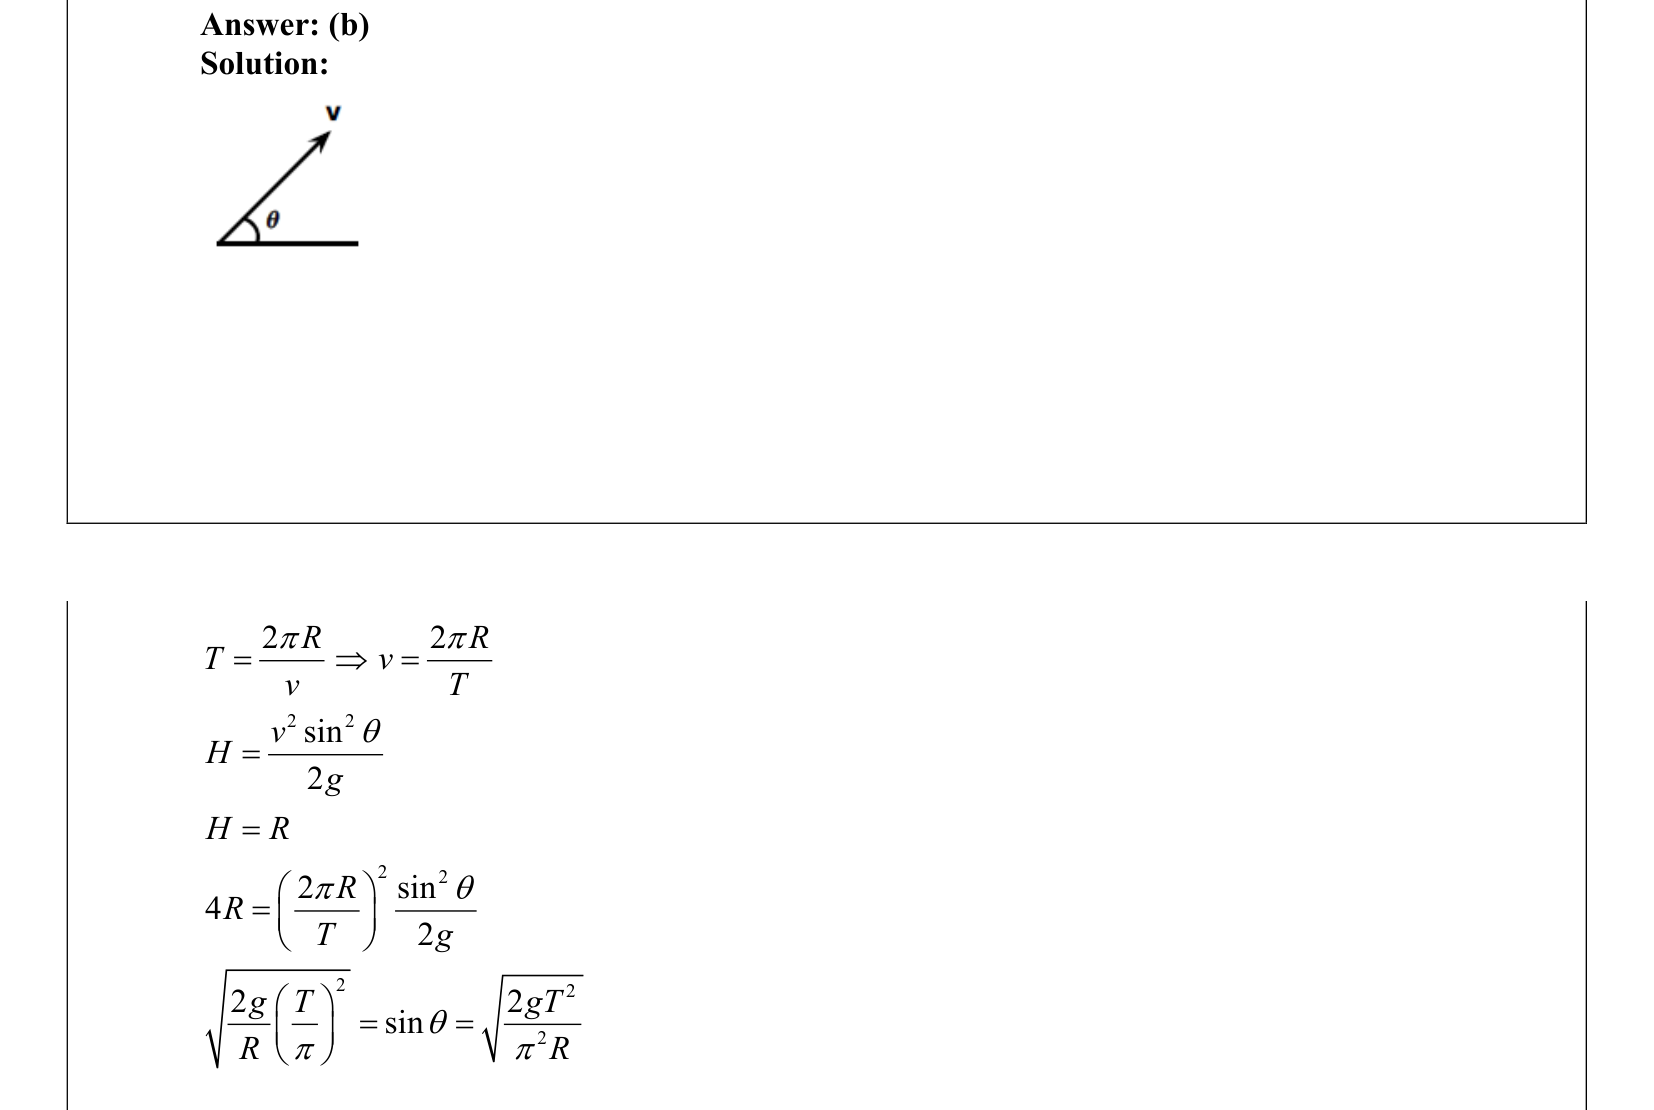 Answer: (b)
Solution:
v
θ
T = 2πR/v ⇒ v = 2πR/T
H = v² sin² θ / 2g
H = R
4R = (2πR/T)² sin² θ / 2g
√(2g/R (T/π)²) = sin θ = √(2gT²/π²R)